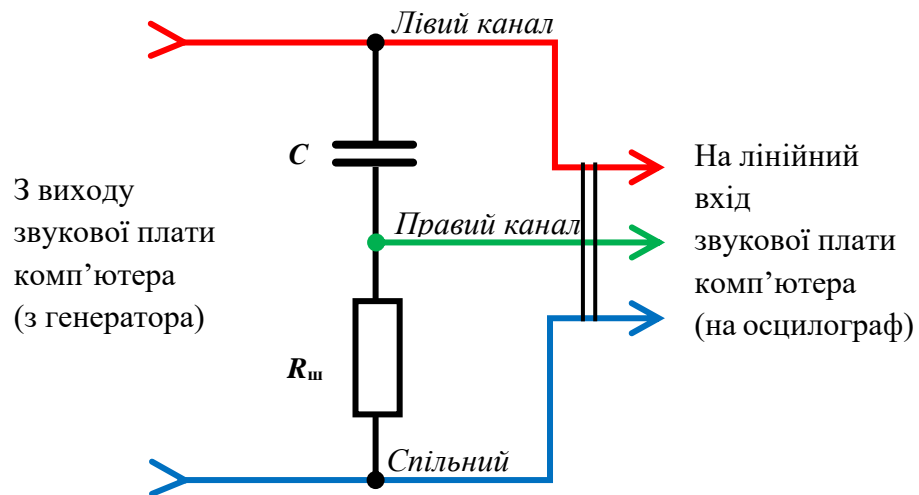 Лівий канал
C
З виходу
звукової плати
комп’ютера
(з генератора)
Правий канал
На лінійний
вхід
звукової плати
комп’ютера
(на осцилограф)
Rш
Спільний